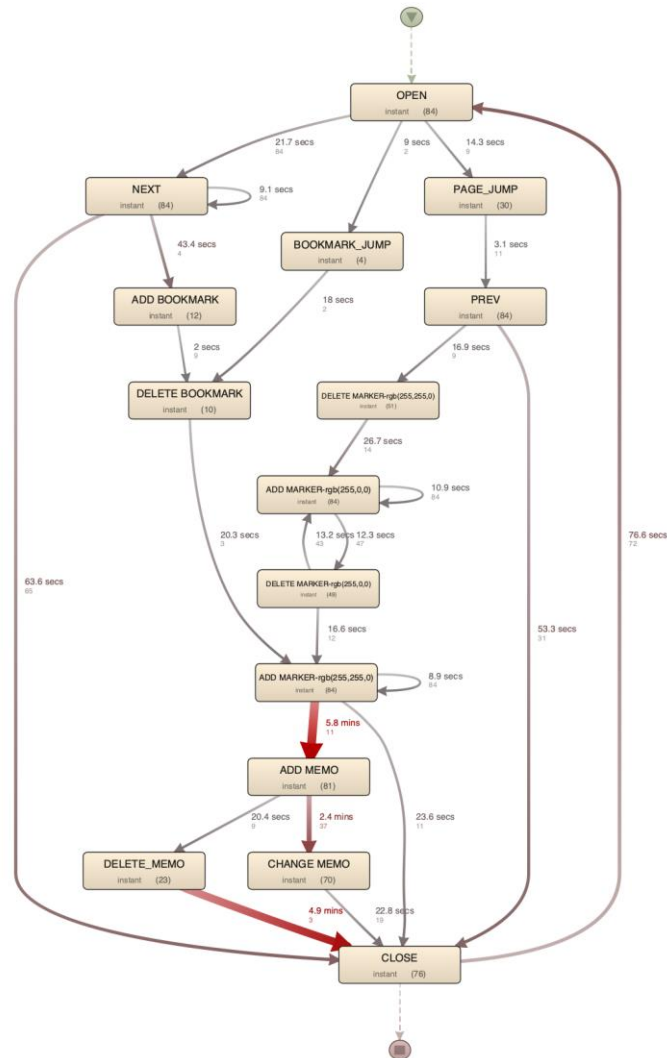 OPEN
instant (84)
21.7 secs
84
9 secs
2
14.3 secs
9
NEXT
instant (84)
9.1 secs
84
PAGE_JUMP
instant (30)
43.4 secs
4
BOOKMARK_JUMP
instant (4)
3.1 secs
11
ADD BOOKMARK
instant (12)
18 secs
2
PREV
instant (84)
2 secs
9
16.9 secs
9
DELETE BOOKMARK
instant (10)
DELETE MARKER-rgb(255,255,0)
instant (51)
26.7 secs
14
ADD MARKER-rgb(255,0,0)
instant (84)
10.9 secs
84
20.3 secs
3
13.2 secs
43
12.3 secs
47
76.6 secs
72
DELETE MARKER-rgb(255,0,0)
instant (49)
63.6 secs
65
16.6 secs
12
53.3 secs
31
ADD MARKER-rgb(255,255,0)
instant (84)
8.9 secs
84
5.8 mins
11
ADD MEMO
instant (81)
20.4 secs
8
2.4 mins
37
23.6 secs
11
DELETE_MEMO
instant (23)
CHANGE MEMO
instant (70)
4.9 mins
3
22.8 secs
19
CLOSE
instant (76)